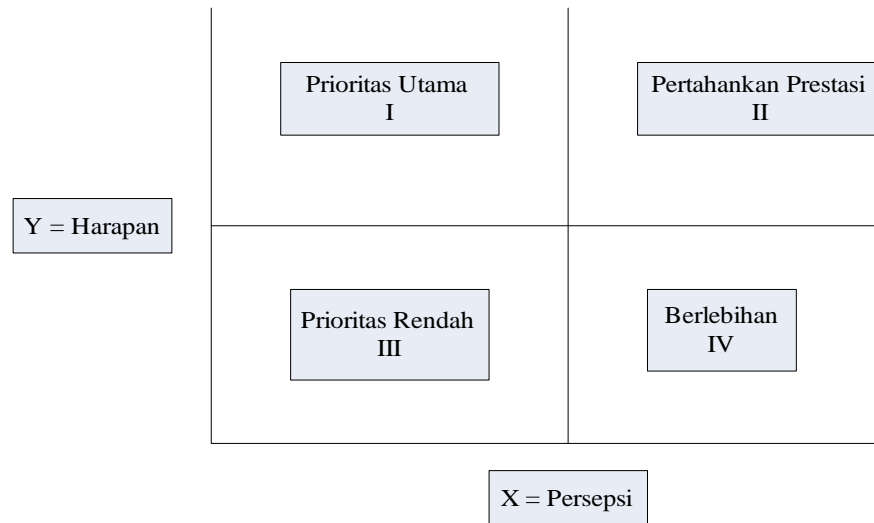 Prioritas Utama
I
Pertahankan Prestasi
II
Y = Harapan
Prioritas Rendah
III
Berlebihan
IV
X = Persepsi